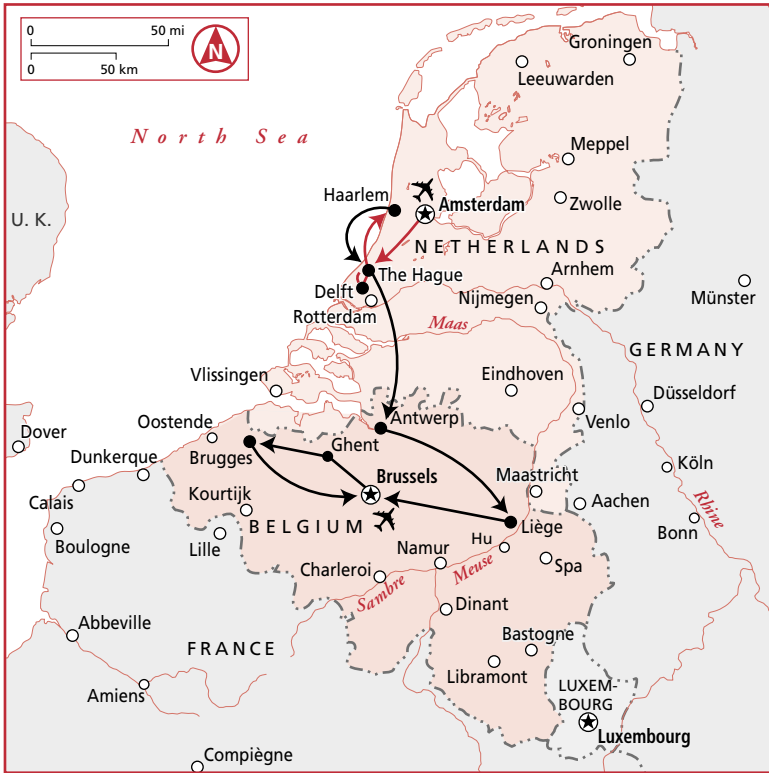 0 50 mi
0 50 km
N
Groningen
Leeuwarden
North Sea
Meppel
Haarlem
Amsterdam
Zwolle
U. K.
NETHERLANDS
The Hague
Arnhem
Delft
Nijmegen
Münster
Rotterdam
Maas
GERMANY
Vlissingen
Eindhoven
Düsseldorf
Oostende
Antwerp
Venlo
Dover
Ghent
Dunkerque
Brugges
Brussels
Maastricht
Köln
Calais
Kourtijk
Aachen
Rhine
BELGIUM
Liège
Boulogne
Lille
Hu
Bonn
Namur
Spa
Charleroi
Meuse
Sambre
Dinant
Abbeville
FRANCE
Bastogne
Libramont
LUXEM-
BOURG
Amiens
Luxembourg
Compiègne